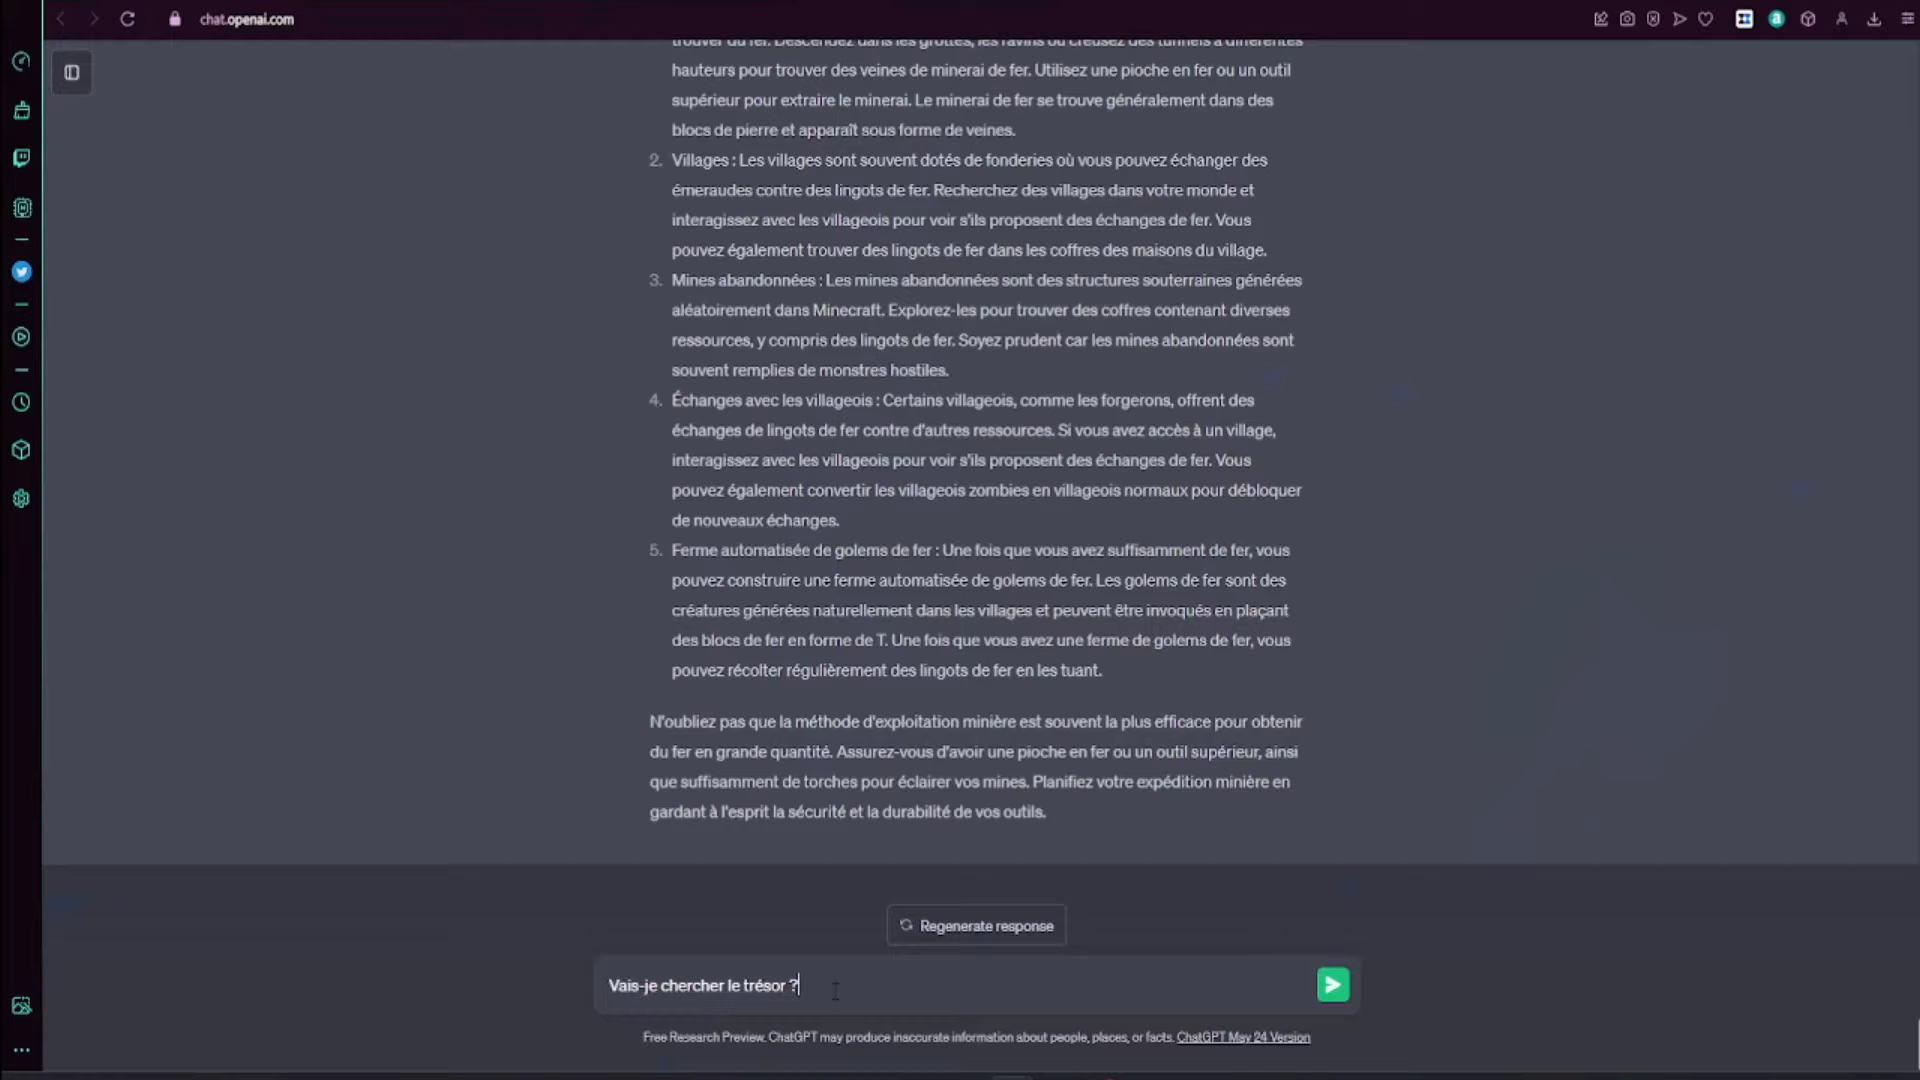 chat.openai.com
trouver du fer. Descendez dans les grottes, les ravins ou creusez des tunnels à différentes
hauteurs pour trouver des veines de minerai de fer. Utilisez une pioche en fer ou un outil
supérieur pour extraire le minerai. Le minerai de fer se trouve généralement dans des
blocs de pierre et apparaît sous forme de veines.
2. Villages : Les villages sont souvent dotés de fonderies où vous pouvez échanger des
émeraudes contre des lingots de fer. Recherchez des villages dans votre monde et
interagissez avec les villageois pour voir s'ils proposent des échanges de fer. Vous
pouvez également trouver des lingots de fer dans les coffres des maisons du village.
3. Mines abandonnées : Les mines abandonnées sont des structures souterraines générées
aléatoirement dans Minecraft. Explorez-les pour trouver des coffres contenant diverses
ressources, y compris des lingots de fer. Soyez prudent car les mines abandonnées sont
souvent remplies de monstres hostiles.
4. Échanges avec les villageois : Certains villageois, comme les forgerons, offrent des
échanges de lingots de fer contre d'autres ressources. Si vous avez accès à un village,
interagissez avec les villageois pour voir s'ils proposent des échanges de fer. Vous
pouvez également convertir les villageois zombies en villageois normaux pour débloquer
de nouveaux échanges.
5. Ferme automatisée de golems de fer : Une fois que vous avez suffisamment de fer, vous
pouvez construire une ferme automatisée de golems de fer. Les golems de fer sont des
créatures générées naturellement dans les villages et peuvent être invoqués en plaçant
des blocs de fer en forme de T. Une fois que vous avez une ferme de golems de fer, vous
pouvez récolter régulièrement des lingots de fer en les tuant.
N'oubliez pas que la méthode d'exploitation minière est souvent la plus efficace pour obtenir
du fer en grande quantité. Assurez-vous d'avoir une pioche en fer ou un outil supérieur, ainsi
que suffisamment de torches pour éclairer vos mines. Planifiez votre expédition minière en
gardant à l'esprit la sécurité et la durabilité de vos outils.
Regenerate response
Vais-je chercher le trésor ?
Free Research Preview. ChatGPT may produce inaccurate information about people, places, or facts. ChatGPT May 24 Version